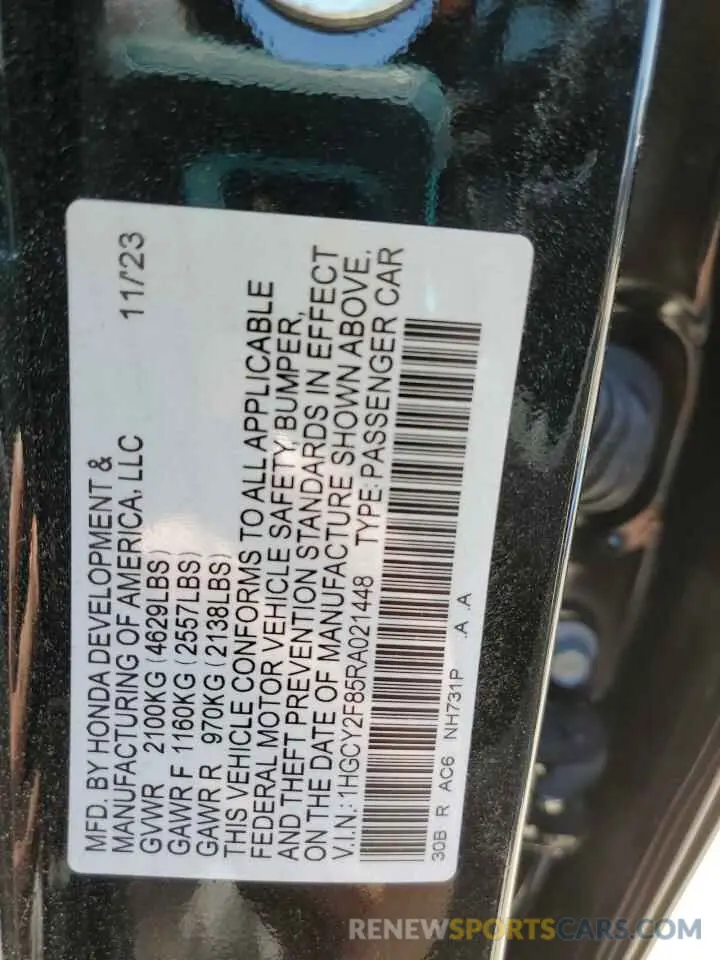 MFD. BY HONDA DEVELOPMENT &
MANUFACTURING OF AMERICA, LLC 11/23
GVWR 2100KG (4629LBS)
GAWR F 1160KG (2557LBS)
GAWR R 970KG (2138LBS)
THIS VEHICLE CONFORMS TO ALL APPLICABLE
FEDERAL MOTOR VEHICLE SAFETY, BUMPER,
AND THEFT PREVENTION STANDARDS IN EFFECT
ON THE DATE OF MANUFACTURE SHOWN ABOVE.
V.I.N.: 1HGCY2F85RA021448 TYPE: PASSENGER CAR
30B- R AC6 NH731P .A .A
RENEWSPORTSCARS.COM